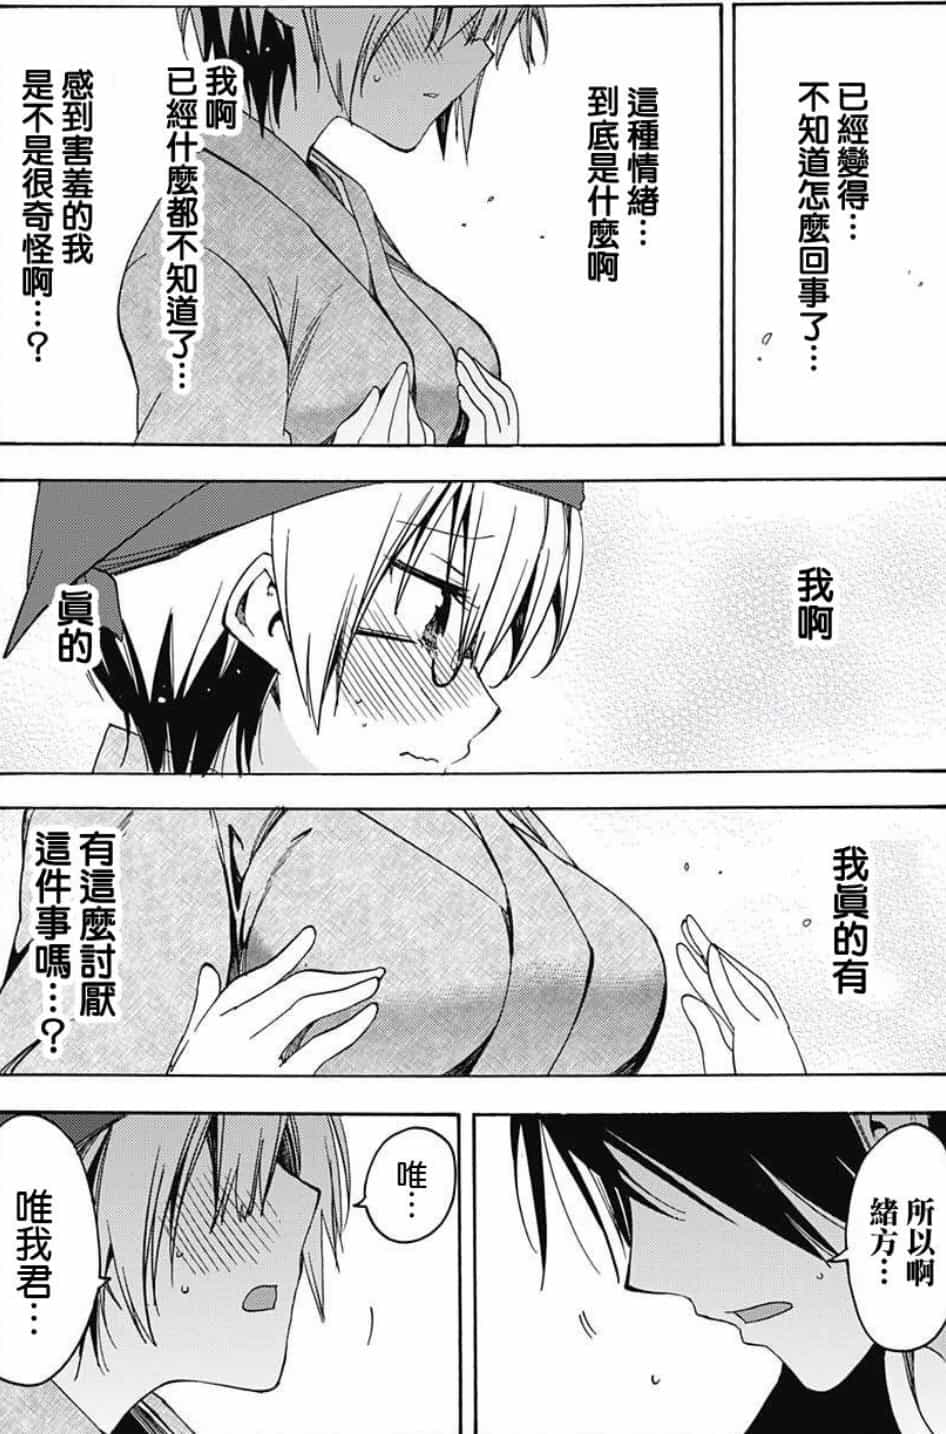 已經變得…
不知道怎麼回事了…
這種情緒…
到底是什麼啊
我啊
已經什麼都不知道了…
感到害羞的我
是不是很奇怪啊…？
我啊
眞的
我眞的有
有這麼討厭
這件事嗎…？
所以啊
緒方…
唯…
唯我君…